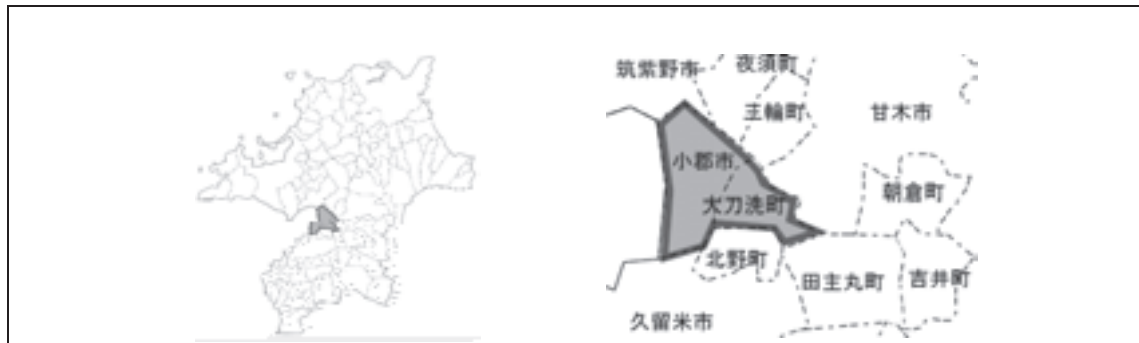 筑紫野市
夜須町
三輪町
甘木市
小郡市
大刀洗町
朝倉町
北野町
田主丸町
吉井町
久留米市